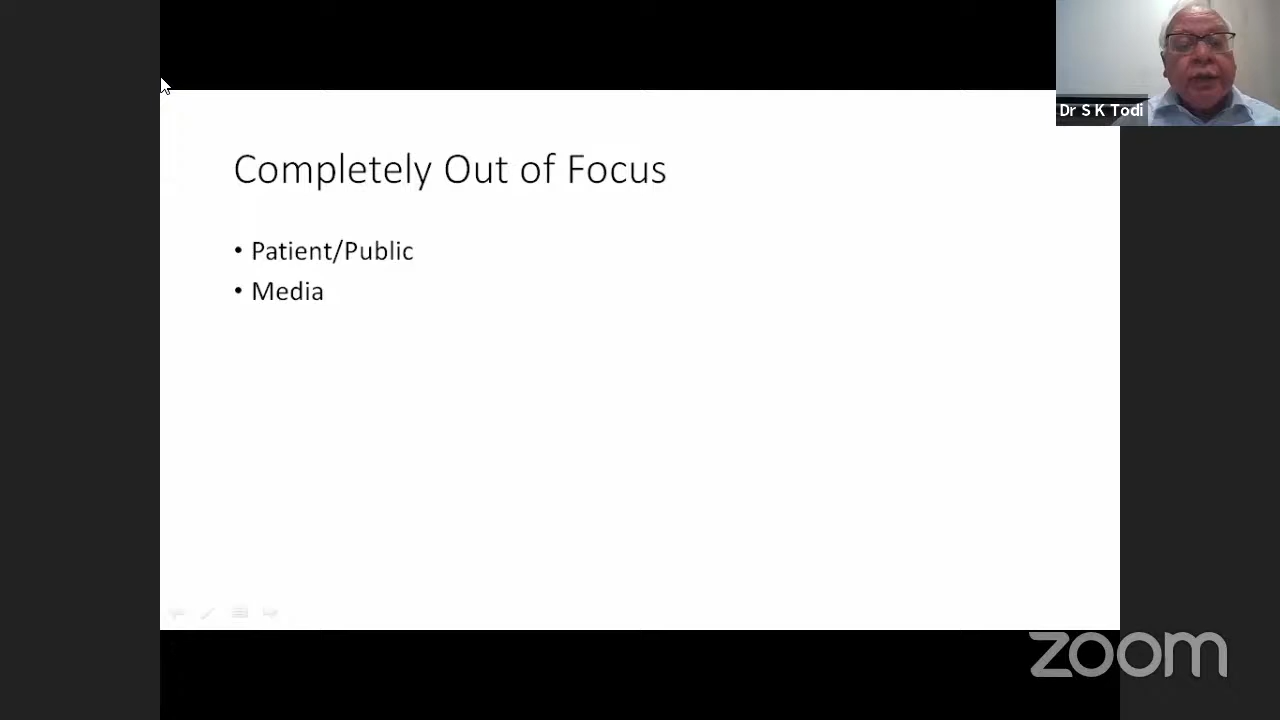 Dr S K Todi
Completely Out of Focus
• Patient/Public
• Media
zoom